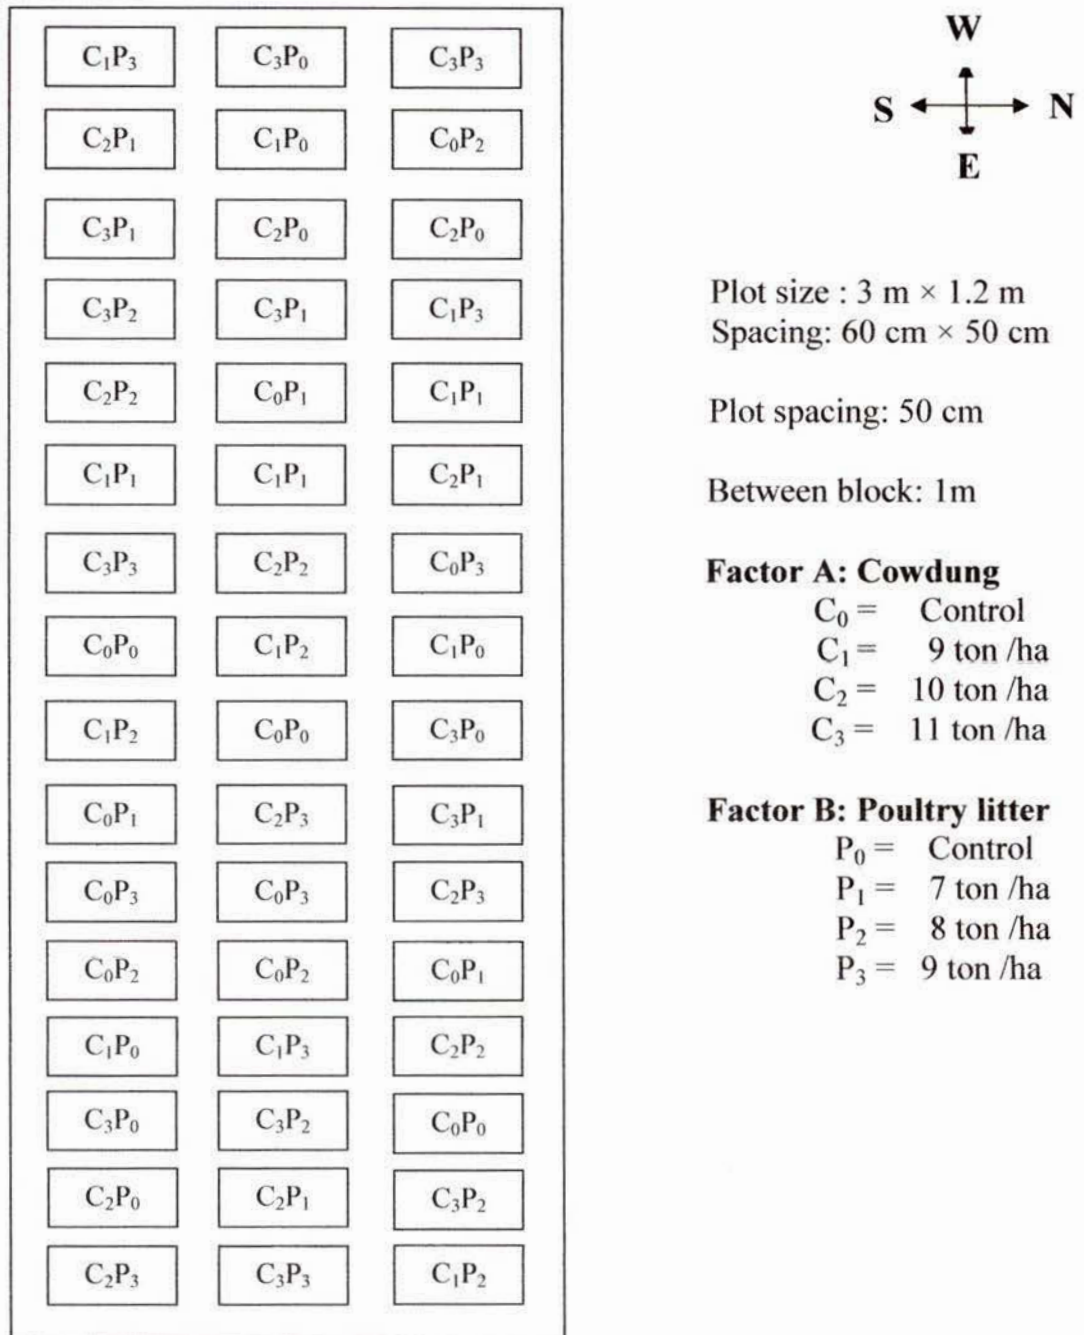 C₁P₃ C₃P₀ C₃P₃
C₂P₁ C₁P₀ C₀P₂
C₃P₁ C₂P₀ C₂P₀
C₃P₂ C₃P₁ C₁P₃
C₂P₂ C₀P₁ C₁P₁
C₁P₁ C₁P₁ C₂P₁
C₃P₃ C₂P₂ C₀P₃
C₀P₀ C₁P₂ C₁P₀
C₁P₂ C₀P₀ C₃P₀
C₀P₁ C₂P₃ C₃P₁
C₀P₃ C₀P₃ C₂P₃
C₀P₂ C₀P₂ C₀P₁
C₁P₀ C₁P₃ C₂P₂
C₃P₀ C₃P₂ C₀P₀
C₂P₀ C₂P₁ C₃P₂
C₂P₃ C₃P₃ C₁P₂
W
S N
E
Plot size : 3 m × 1.2 m
Spacing: 60 cm × 50 cm
Plot spacing: 50 cm
Between block: 1m
Factor A: Cowdung
C₀ = Control
C₁ = 9 ton /ha
C₂ = 10 ton /ha
C₃ = 11 ton /ha
Factor B: Poultry litter
P₀ = Control
P₁ = 7 ton /ha
P₂ = 8 ton /ha
P₃ = 9 ton /ha